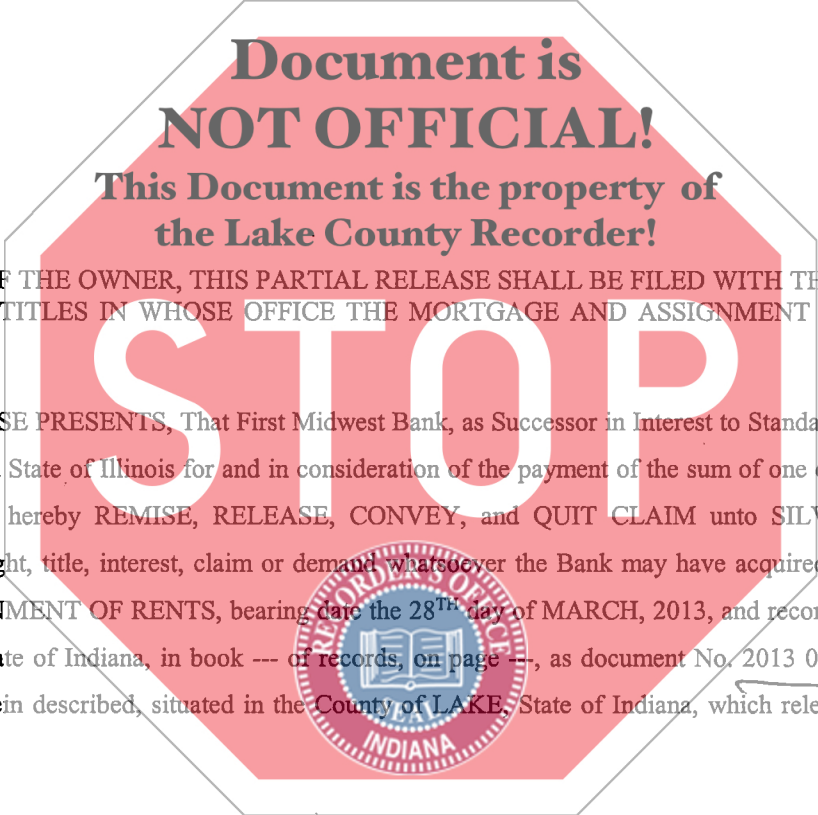 Document is
NOT OFFICIAL!
This Document is the property of
the Lake County Recorder!
F THE OWNER, THIS PARTIAL RELEASE SHALL BE FILED WITH TH
TITLES IN WHOSE OFFICE THE MORTGAGE AND ASSIGNMENT
STOP
SE PRESENTS, That First Midwest Bank, as Successor in Interest to Standa
State of Illinois for and in consideration of the payment of the sum of one
hereby REMISE, RELEASE, CONVEY, and QUIT CLAIM unto SILV
ght, title, interest, claim or demand whatsoever the Bank may have acquired
NMENT OF RENTS, bearing date the 28TH day of MARCH, 2013, and recor
ate of Indiana, in book --- of records, on page ---, as document No. 2013 0
ein described, situated in the County of LAKE, State of Indiana, which rele
RECORDER'S OFFICE
SEAL
INDIANA